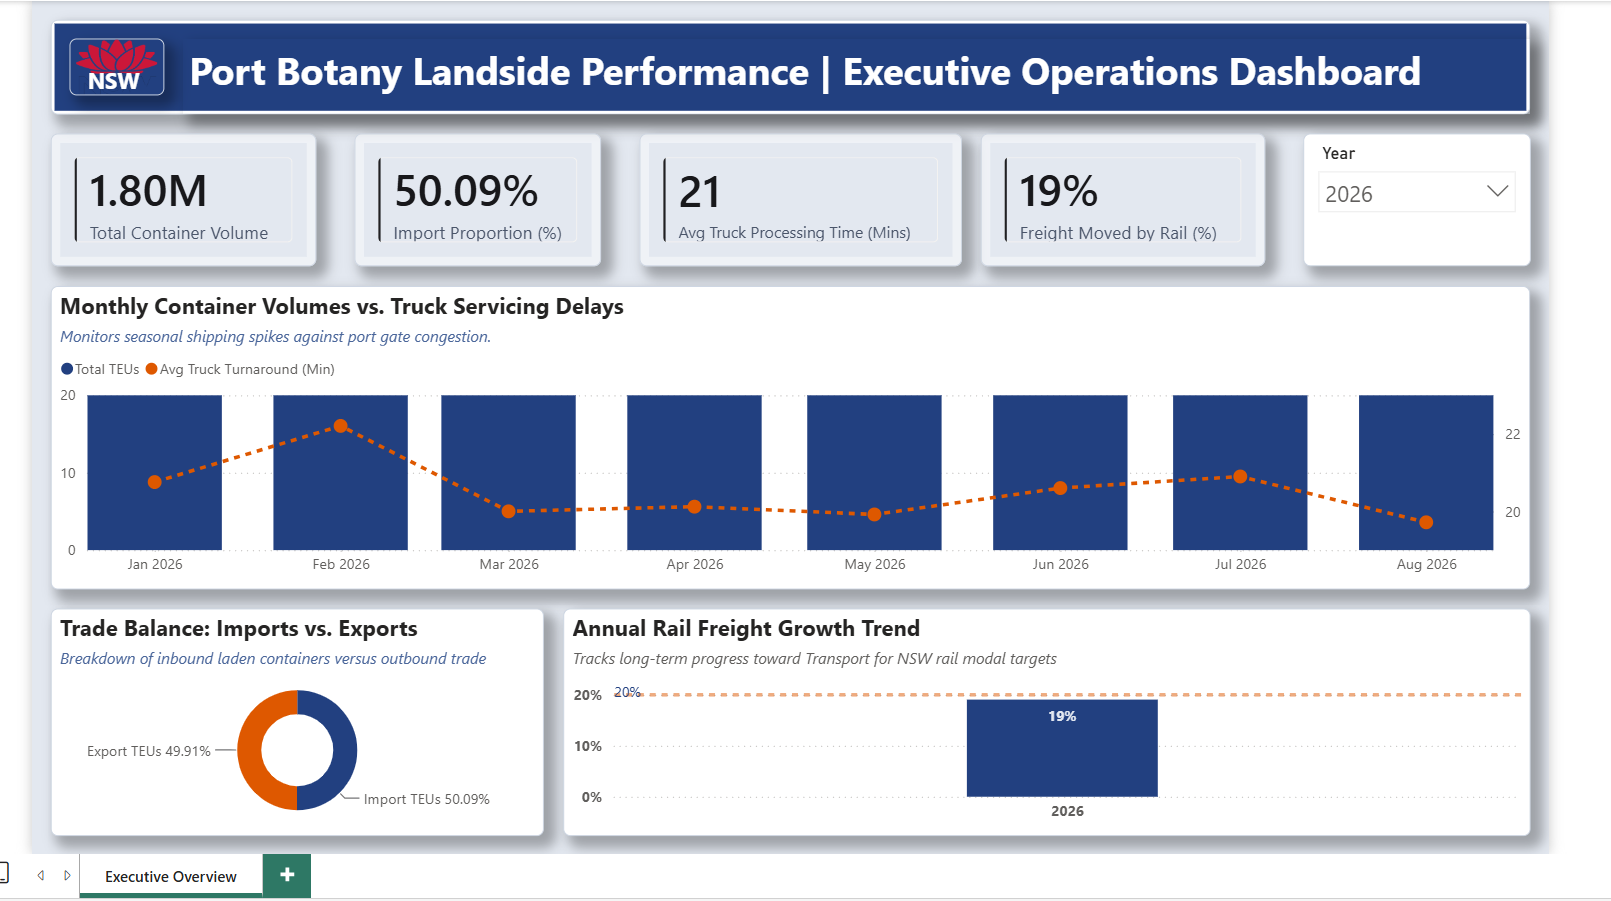 NSW
Port Botany Landside Performance | Executive Operations Dashboard
1.80M
Total Container Volume
50.09%
Import Proportion (%)
21
Avg Truck Processing Time (Mins)
19%
Freight Moved by Rail (%)
Year
2026
Monthly Container Volumes vs. Truck Servicing Delays
Monitors seasonal shipping spikes against port gate congestion.
Total TEUs Avg Truck Turnaround (Min)
20
10
0
22
20
Jan 2026 Feb 2026 Mar 2026 Apr 2026 May 2026 Jun 2026 Jul 2026 Aug 2026
Trade Balance: Imports vs. Exports
Breakdown of inbound laden containers versus outbound trade
Export TEUs 49.91%
Import TEUs 50.09%
Annual Rail Freight Growth Trend
Tracks long-term progress toward Transport for NSW rail modal targets
20% 20%
19%
10%
0%
2026
Executive Overview